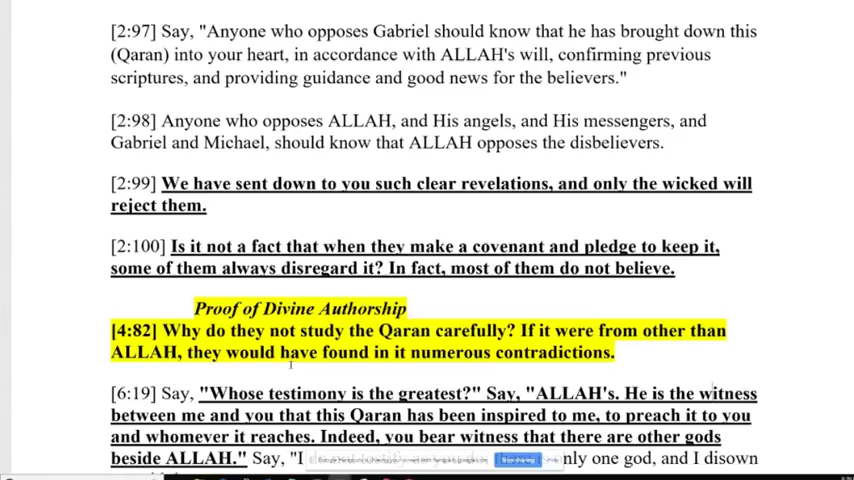 [2:97] Say, "Anyone who opposes Gabriel should know that he has brought down this
(Qaran) into your heart, in accordance with ALLAH's will, confirming previous
scriptures, and providing guidance and good news for the believers."
[2:98] Anyone who opposes ALLAH, and His angels, and His messengers, and
Gabriel and Michael, should know that ALLAH opposes the disbelievers.
[2:99] We have sent down to you such clear revelations, and only the wicked will
reject them.
[2:100] Is it not a fact that when they make a covenant and pledge to keep it,
some of them always disregard it? In fact, most of them do not believe.
Proof of Divine Authorship
[4:82] Why do they not study the Qaran carefully? If it were from other than
ALLAH, they would have found in it numerous contradictions.
[6:19] Say, "Whose testimony is the greatest?" Say, "ALLAH's. He is the witness
between me and you that this Qaran has been inspired to me, to preach it to you
and whomever it reaches. Indeed, you bear witness that there are other gods
beside ALLAH." Say, "I only one god, and I disown
Stop sharing